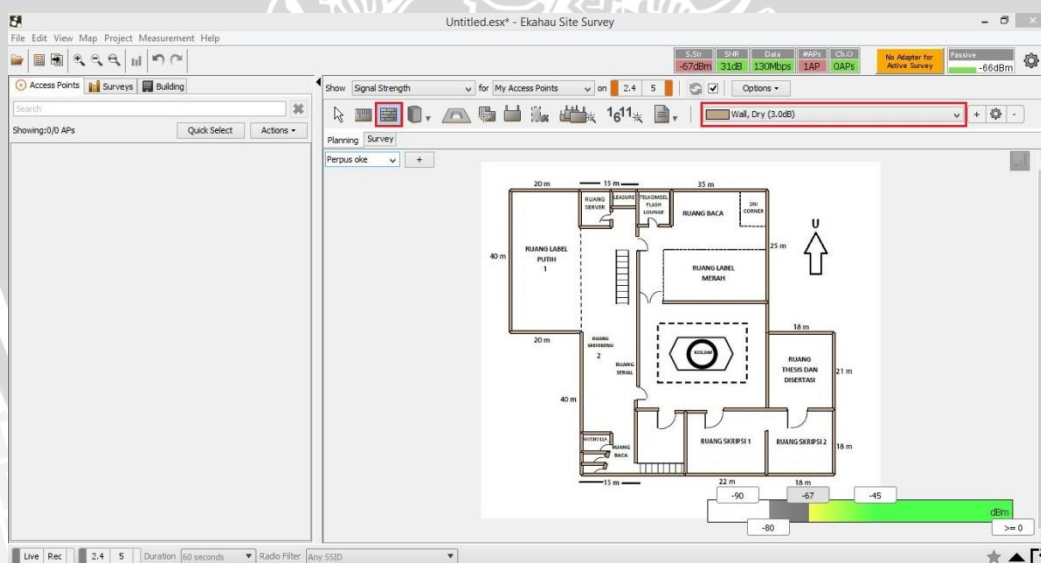 Untitled.esx* - Ekahau Site Survey
File Edit View Map Project Measurement Help
S.Str SNR Data #APs Ch.O
-67dBm 31dB 130Mbps 1AP 0APs
No Adapter for
Active Survey
Passive
-66dBm
Access Points Surveys Building
Show Signal Strength for My Access Points on 2.4 5 Options
Search
Showing:0/0 APs Quick Select Actions
Wall, Dry (3.0dB)
Planning Survey
Perpus oke +
20 m 15 m 35 m
RUANG
SERVER
LEASURE
TELKOMSEL
FLASH
LOUNGE
RUANG BACA
SNI
CORNER
U
25 m
40 m
RUANG LABEL
PUTIH
1
RUANG LABEL
MERAH
20 m
18 m
RUANG
2
KOLAM
RUANG
SERIAL
RUANG
THESIS DAN
DISERTASI
21 m
40 m
RUANG
BACA
RUANG SKRIPSI 1
RUANG SKRIPSI 2
18 m
15 m 22 m 18 m
-90 -67 -45
dBm
-80 >= 0
Live Rec 2.4 5 Duration 60 seconds Radio Filter Any SSID